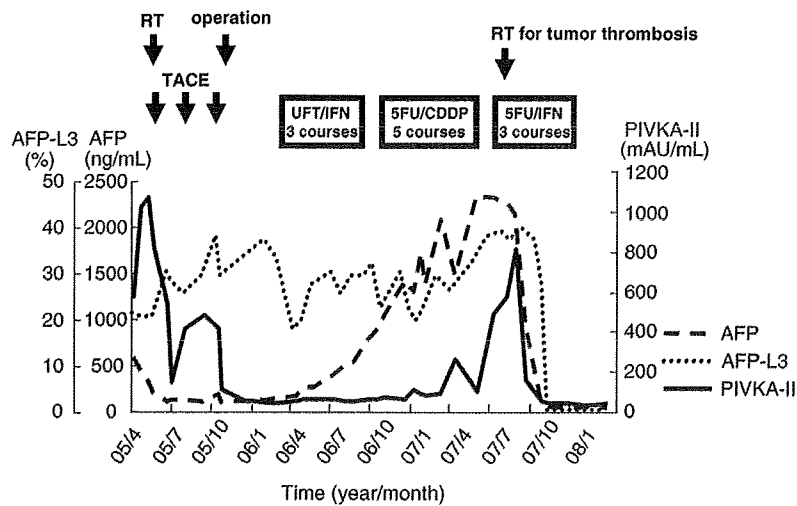 RT
operation
TACE
RT for tumor thrombosis
UFT/IFN
3 courses
5FU/CDDP
5 courses
5FU/IFN
3 courses
AFP-L3
(%)
AFP
(ng/mL)
PIVKA-II
(mAU/mL)
50
40
30
20
10
0
2500
2000
1500
1000
500
0
1200
1000
800
600
400
200
0
AFP
AFP-L3
PIVKA-II
05/4
05/7
05/10
06/1
06/4
06/7
06/10
07/1
07/4
07/7
07/10
08/1
Time (year/month)